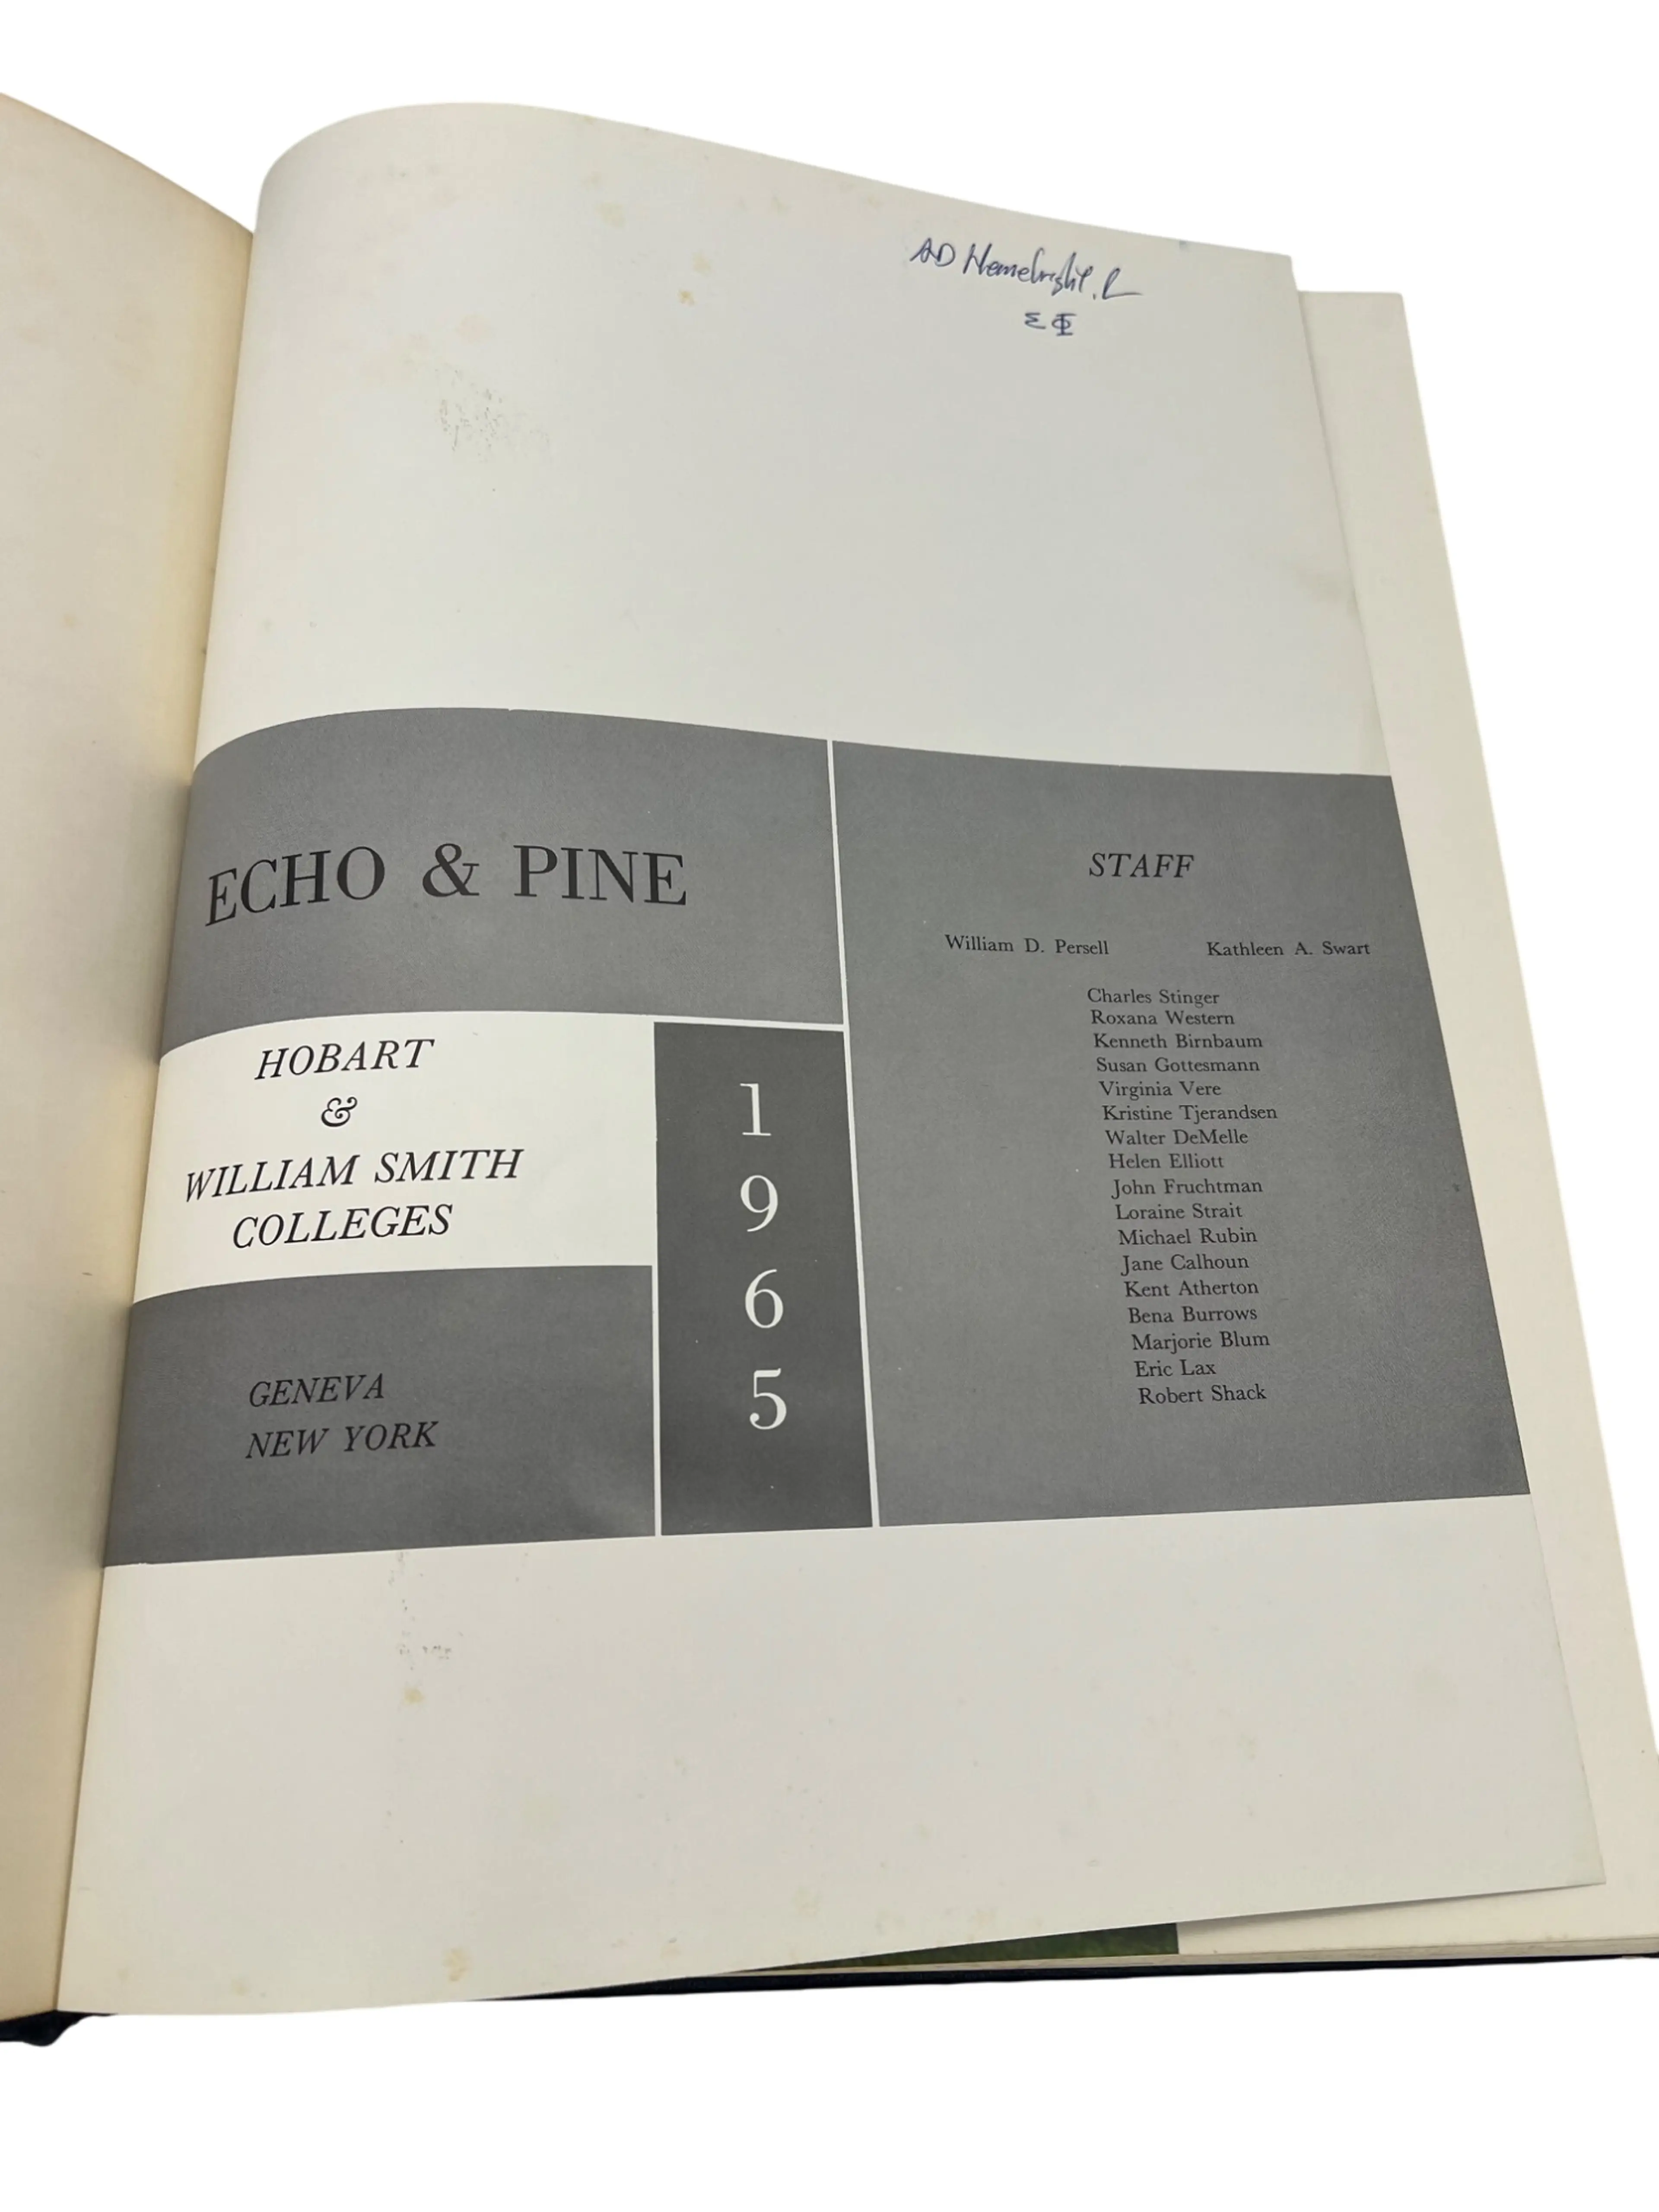 AD
ΣΦ
ECHO & PINE
HOBART
&
WILLIAM SMITH
COLLEGES
GENEVA
NEW YORK
1
9
6
5
STAFF
William D. Persell Kathleen A. Swart
Charles Stinger
Roxana Western
Kenneth Birnbaum
Susan Gottesmann
Virginia Vere
Kristine Tjerandsen
Walter DeMelle
Helen Elliott
John Fruchtman
Loraine Strait
Michael Rubin
Jane Calhoun
Kent Atherton
Bena Burrows
Marjorie Blum
Eric Lax
Robert Shack